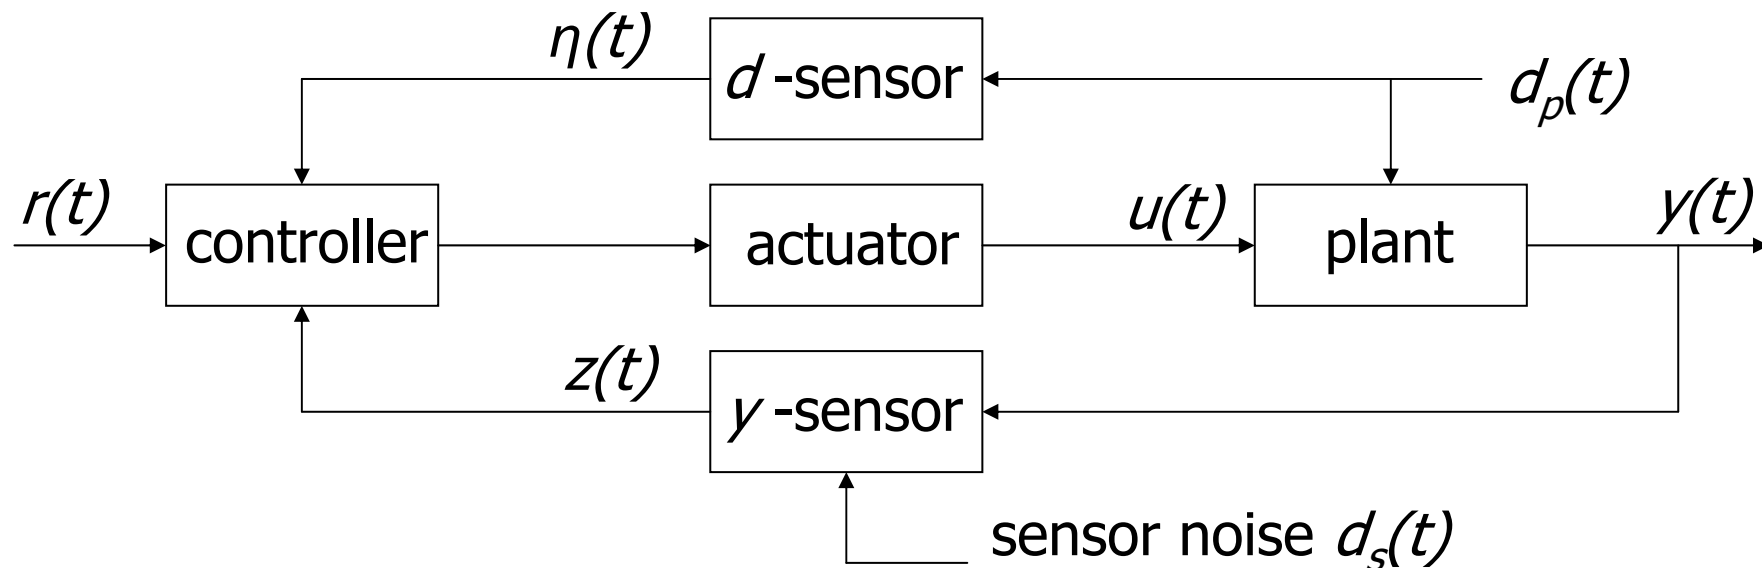 η(t)
d -sensor
d_p(t)
r(t)
controller
actuator
u(t)
plant
y(t)
z(t)
y -sensor
sensor noise d_s(t)